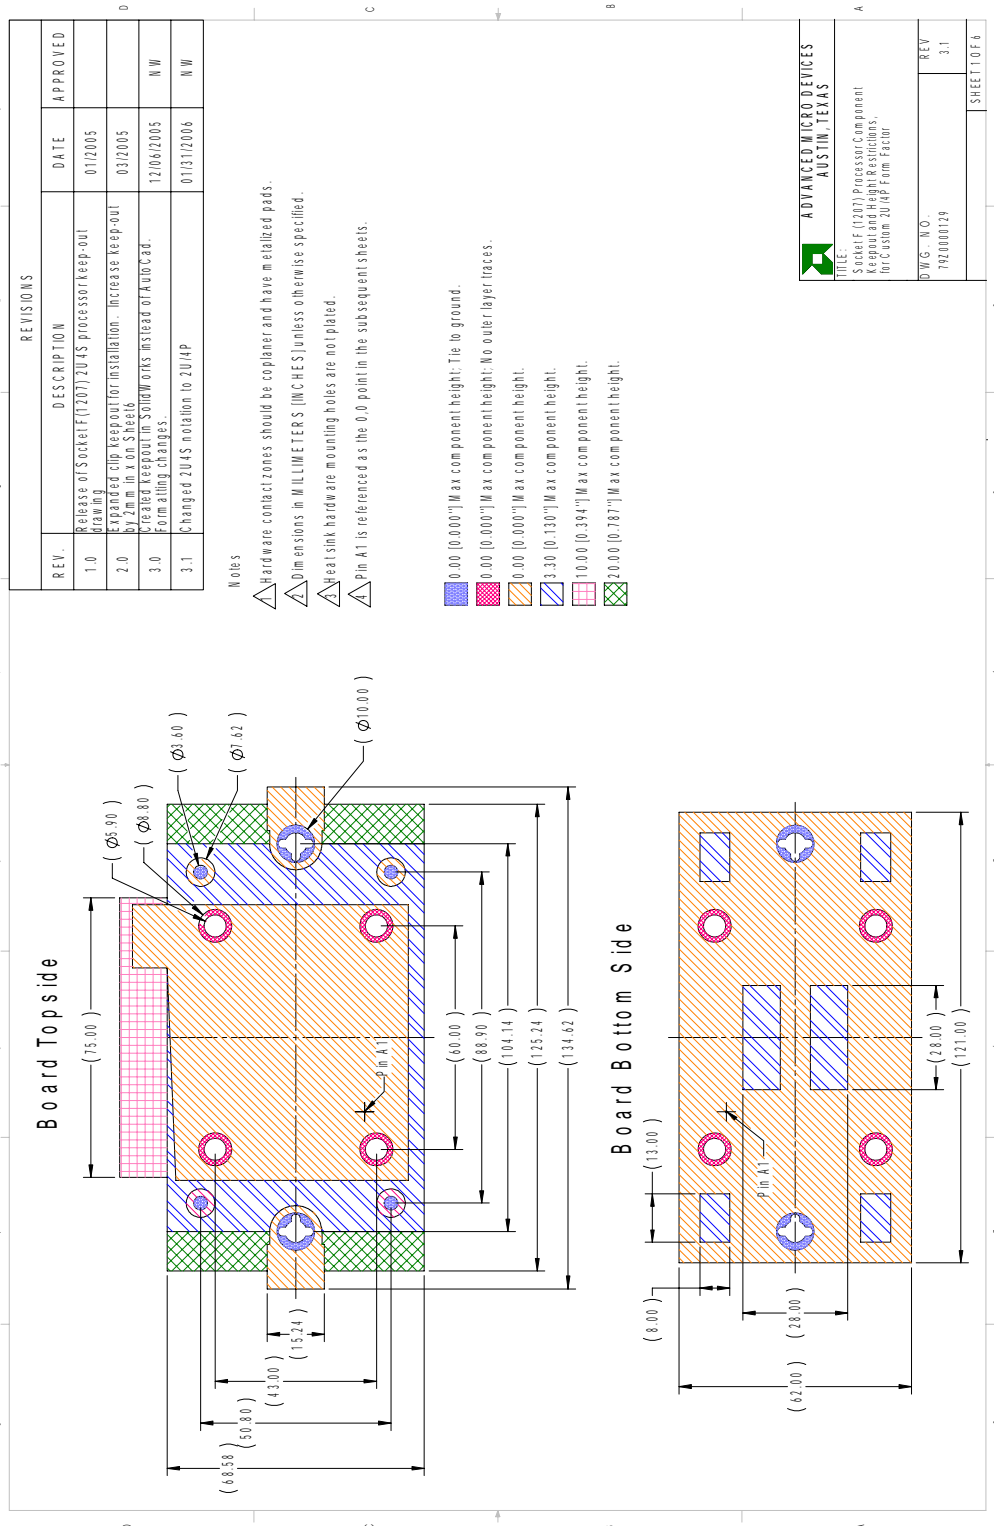 REVISIONS
REV. DESCRIPTION DATE APPROVED
1.0 Release of Socket F (1207) 2U4S processor keep-out drawing 01/2005
2.0 Expanded clip keepout for installation. Increase keep-out by 2mm in x on Sheet6 03/2005
3.0 Created keepout in SolidWorks instead of AutoCad. Formatting changes. 12/06/2005 NW
3.1 Changed 2U4S notation to 2U/4P 01/31/2006 NW
Notes
1 Hardware contact zones should be coplaner and have metalized pads.
2 Dimensions in MILLIMETERS [INCHES] unless otherwise specified.
3 Heat sink hardware mounting holes are not plated.
4 Pin A1 is referenced as the 0,0 point in the subsequent sheets.
0.00 [0.000"] Max component height; Tie to ground.
0.00 [0.000"] Max component height; No outer layer traces.
0.00 [0.000"] Max component height.
3.30 [0.130"] Max component height.
10.00 [0.394"] Max component height.
20.00 [0.787"] Max component height.
Board Topside
(75.00)
(Ø5.90)
(Ø8.80)
(Ø3.60)
(Ø7.62)
(Ø10.00)
Pin A1
(60.00)
(88.90)
(104.14)
(125.24)
(134.62)
(15.24)
(43.00)
(50.80)
(68.58)
Board Bottom Side
(13.00)
Pin A1
(8.00)
(28.00)
(62.00)
(28.00)
(121.00)
ADVANCED MICRO DEVICES
AUSTIN, TEXAS
TITLE:
Socket F (1207) Processor Component
Keepout and Height Restrictions,
for Custom 2U/4P Form Factor
DWG. NO. REV
79Z0000129 3.1
SHEET 1 OF 6
D
C
B
A